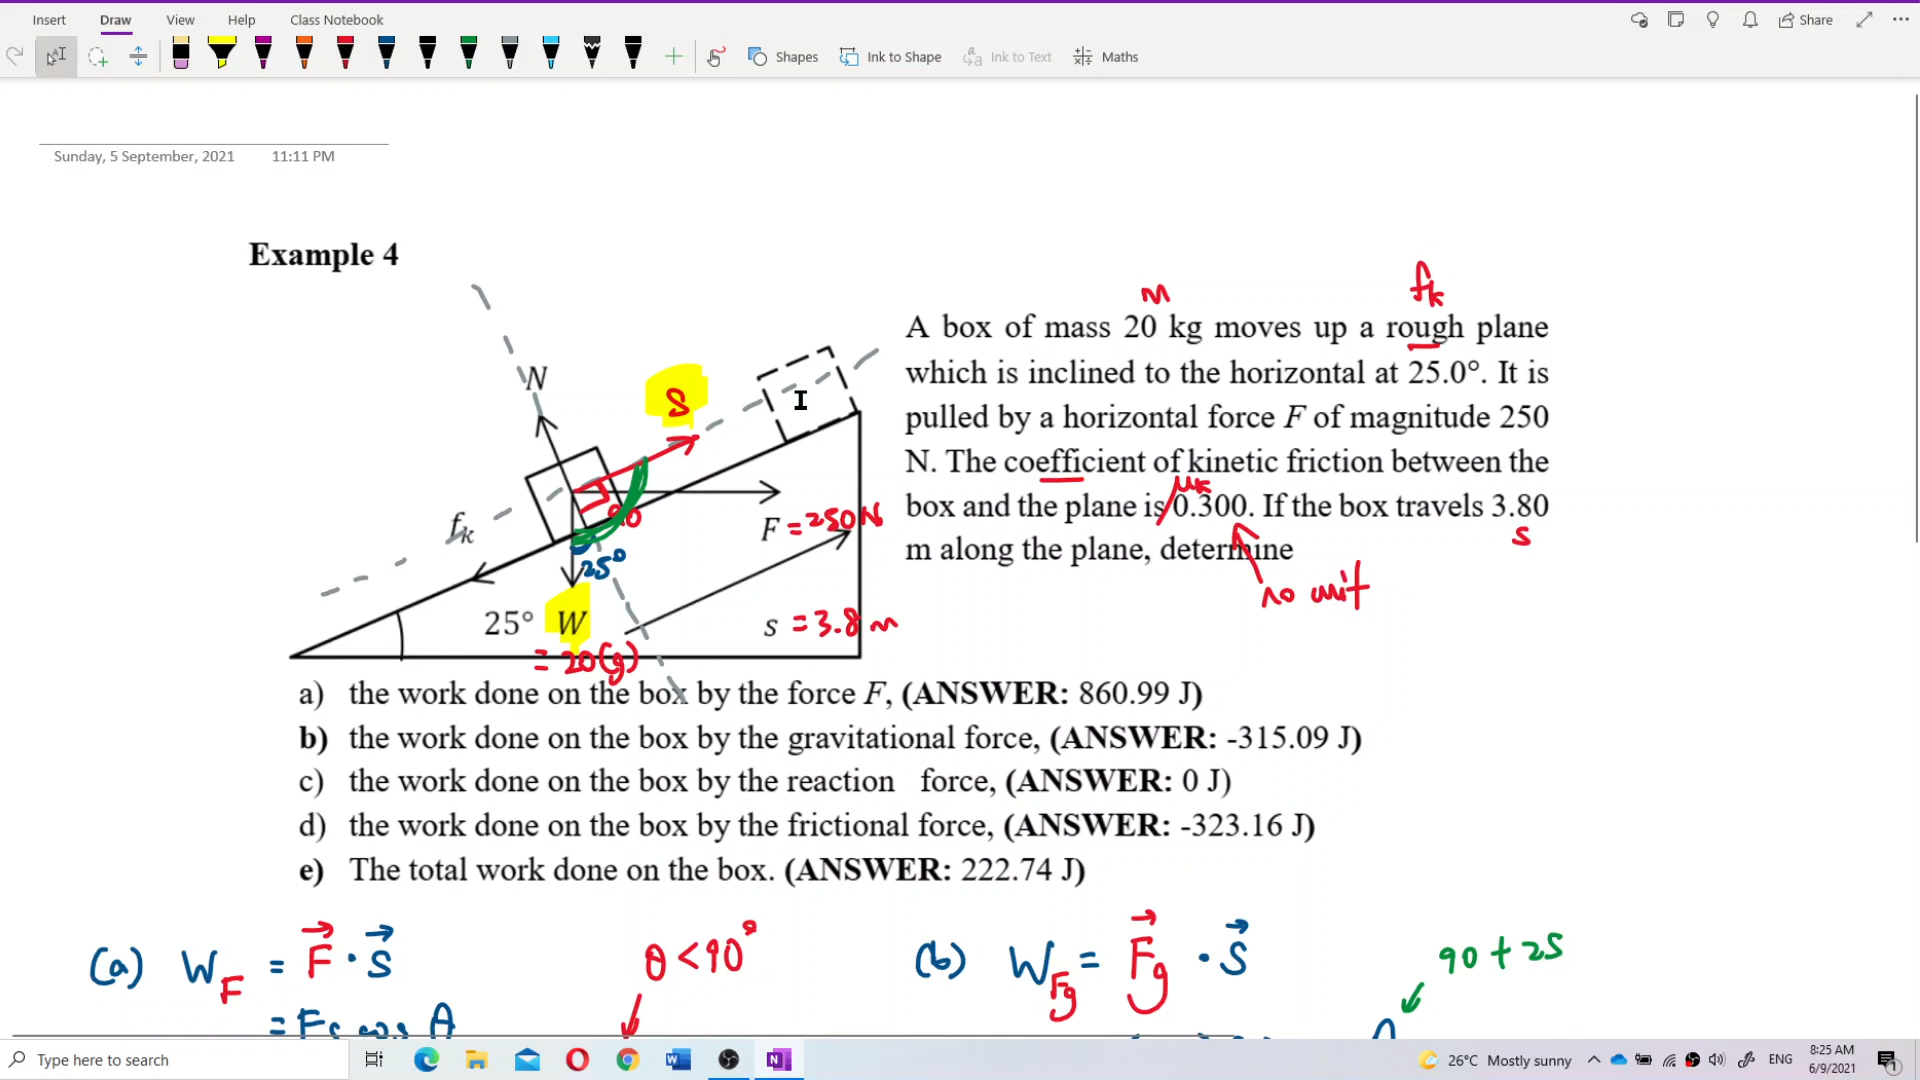 Insert Draw View Help Class Notebook
Share
Shapes Ink to Shape Ink to Text Maths
Sunday, 5 September, 2021 11:11 PM
Example 4
m
fk
A box of mass 20 kg moves up a rough plane
which is inclined to the horizontal at 25.0°. It is
pulled by a horizontal force F of magnitude 250
N. The coefficient of kinetic friction between the
μk
box and the plane is 0.300. If the box travels 3.80
s
m along the plane, determine
no unit
N
S
I
90
fk
F = 250 N
25°
25° W
= 20(g)
s = 3.8 m
a) the work done on the box by the force F, (ANSWER: 860.99 J)
b) the work done on the box by the gravitational force, (ANSWER: -315.09 J)
c) the work done on the box by the reaction force, (ANSWER: 0 J)
d) the work done on the box by the frictional force, (ANSWER: -323.16 J)
e) The total work done on the box. (ANSWER: 222.74 J)
(a) WF = F · S
θ < 90°
= Fs cos θ
(b) WFg = Fg · S
90 + 25
Type here to search
26°C Mostly sunny
ENG
8:25 AM
6/9/2021
1